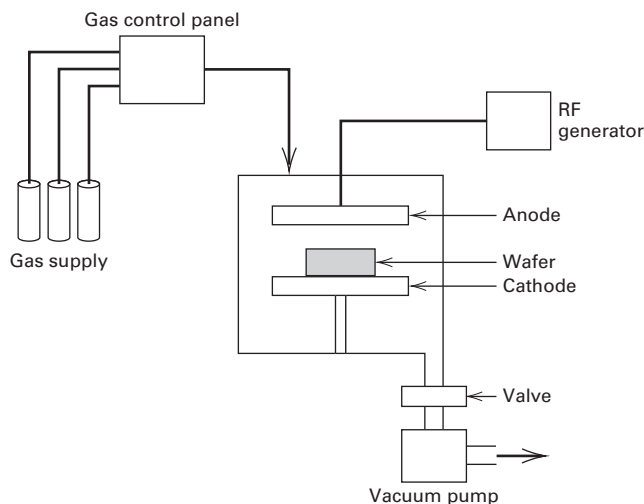 Gas control panel
RF
generator
Anode
Gas supply
Wafer
Cathode
Valve
Vacuum pump